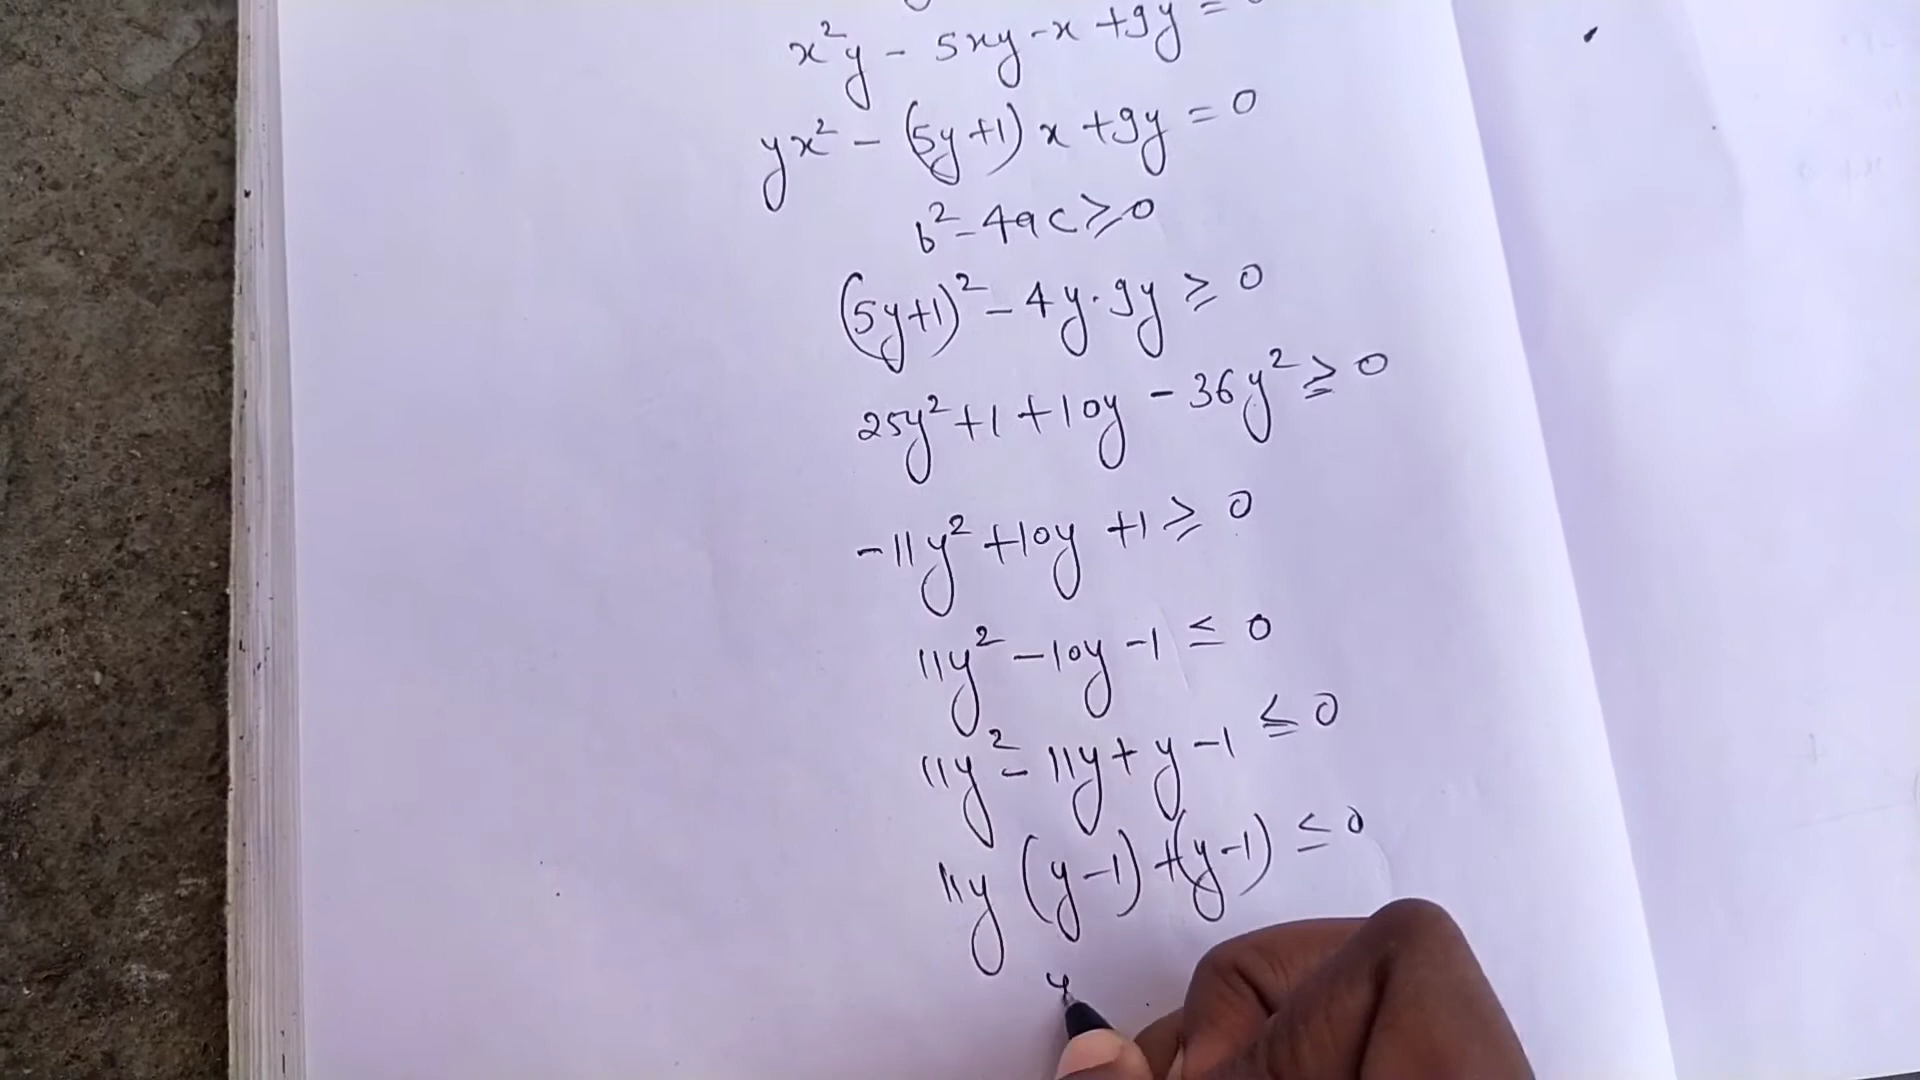 x²y - 5xy - x + 9y =
yx² - (5y+1) x + 9y = 0
b² - 4ac ≥ 0
(5y+1)² - 4y·9y ≥ 0
25y² + 1 + 10y - 36y² ≥ 0
-11y² + 10y + 1 ≥ 0
11y² - 10y - 1 ≤ 0
11y² - 11y + y - 1 ≤ 0
11y (y-1) + (y-1) ≤ 0